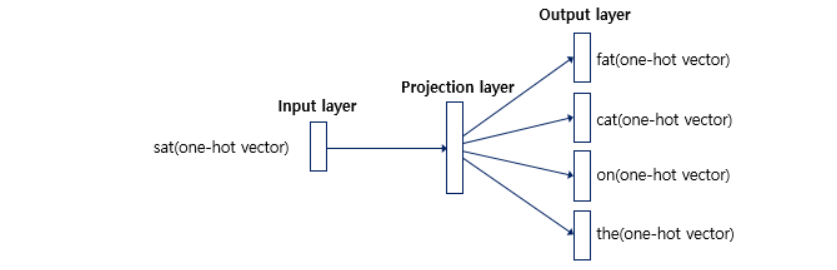 Output layer
fat(one-hot vector)
Projection layer
Input layer
cat(one-hot vector)
sat(one-hot vector)
on(one-hot vector)
the(one-hot vector)